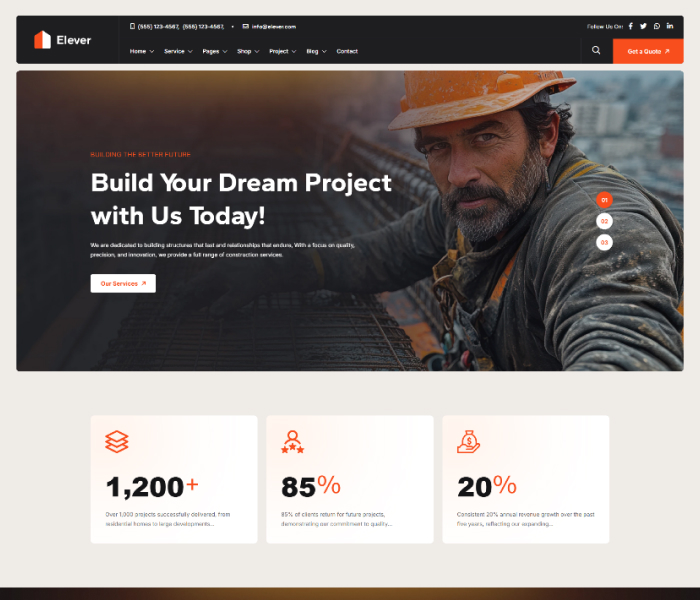 Elever
(555) 123-4567, (555) 123-4567,
info@elever.com
Follow Us On:
Home Service Pages Shop Project Blog Contact
Get a Quote
BUILDING THE BETTER FUTURE
Build Your Dream Project
with Us Today!
We are dedicated to building structures that last and relationships that endure, With a focus on quality,
precision, and innovation, we provide a full range of construction services.
Our Services
01
02
03
1,200+
Over 1,000 projects successfully delivered, from
residential homes to large developments...
85%
85% of clients return for future projects,
demonstrating our commitment to quality...
20%
Consistent 20% annual revenue growth over the past
five years, reflecting our expanding...